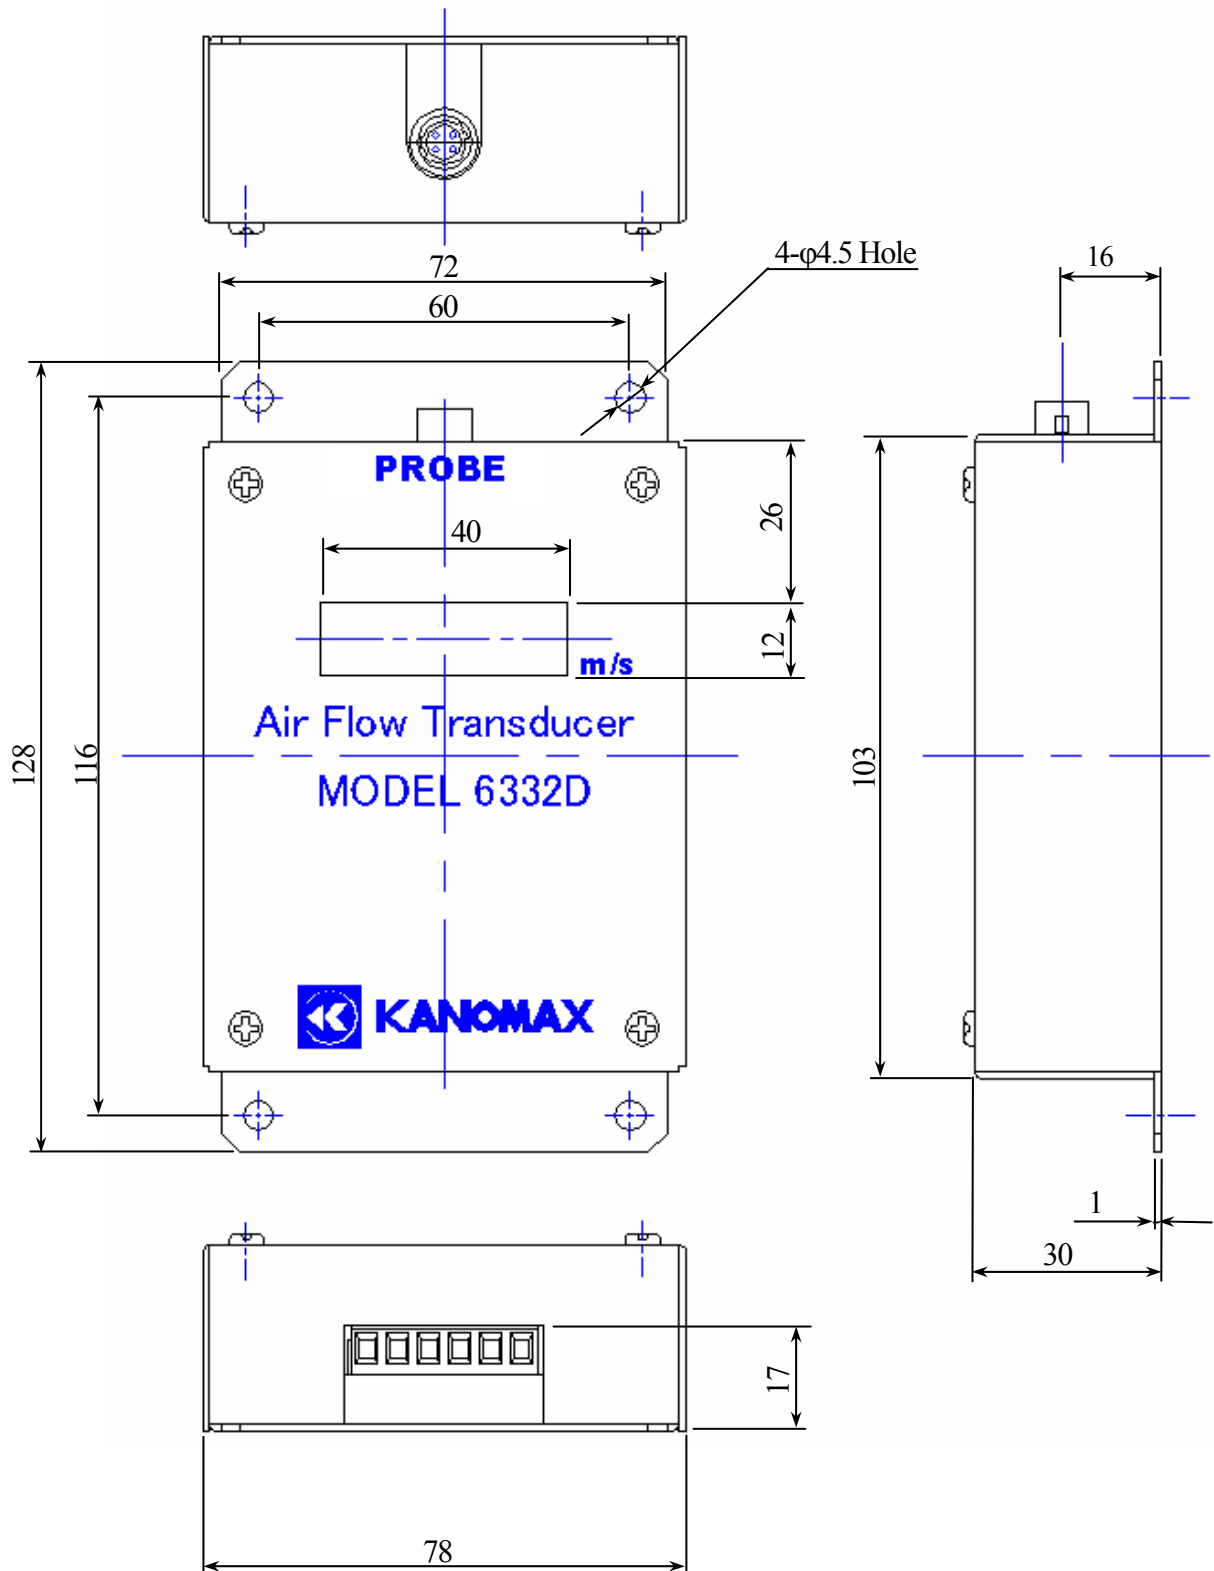 72
4-φ4.5 Hole
16
60
PROBE
26
40
12
m/s
Air Flow Transducer
128
116
103
MODEL 6332D
KANOMAX
1
30
17
78